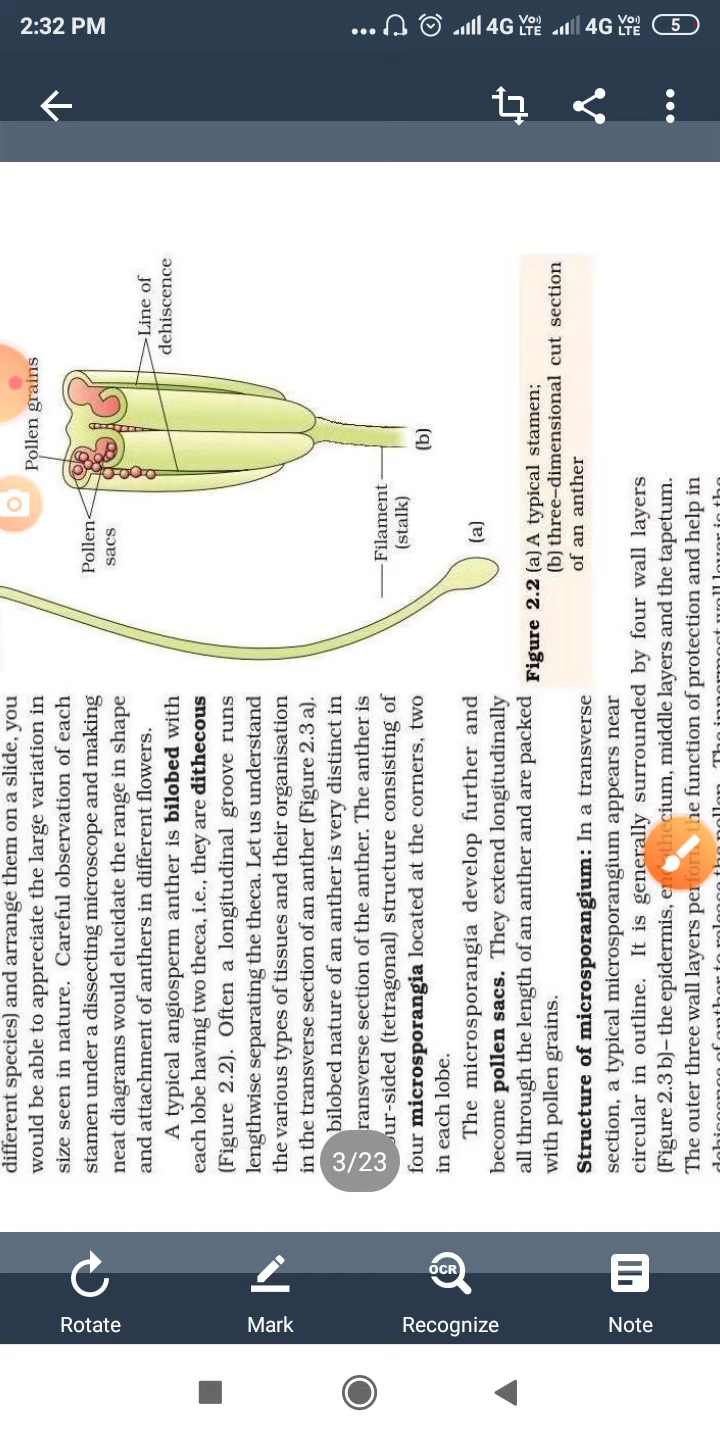 2:32 PM
... 4G Vo)) LTE 4G Vo)) LTE 5
different species) and arrange them on a slide, you
would be able to appreciate the large variation in
size seen in nature. Careful observation of each
stamen under a dissecting microscope and making
neat diagrams would elucidate the range in shape
and attachment of anthers in different flowers.
A typical angiosperm anther is bilobed with
each lobe having two theca, i.e., they are dithecous
(Figure 2.2). Often a longitudinal groove runs
lengthwise separating the theca. Let us understand
the various types of tissues and their organisation
in the transverse section of an anther (Figure 2.3 a).
bilobed nature of an anther is very distinct in
ransverse section of the anther. The anther is
ur-sided (tetragonal) structure consisting of
four microsporangia located at the corners, two
in each lobe.
The microsporangia develop further and
become pollen sacs. They extend longitudinally
all through the length of an anther and are packed
with pollen grains.
Pollen grains
Line of
dehiscence
Pollen
sacs
Filament
(stalk)
(b)
(a)
Figure 2.2 (a) A typical stamen;
(b) three-dimensional cut section
of an anther
Structure of microsporangium: In a transverse
section, a typical microsporangium appears near
circular in outline. It is generally surrounded by four wall layers
(Figure 2.3 b)– the epidermis, middle layers and the tapetum.
The outer three wall layers the function of protection and help in
3/23
Rotate
Mark
OCR
Recognize
Note